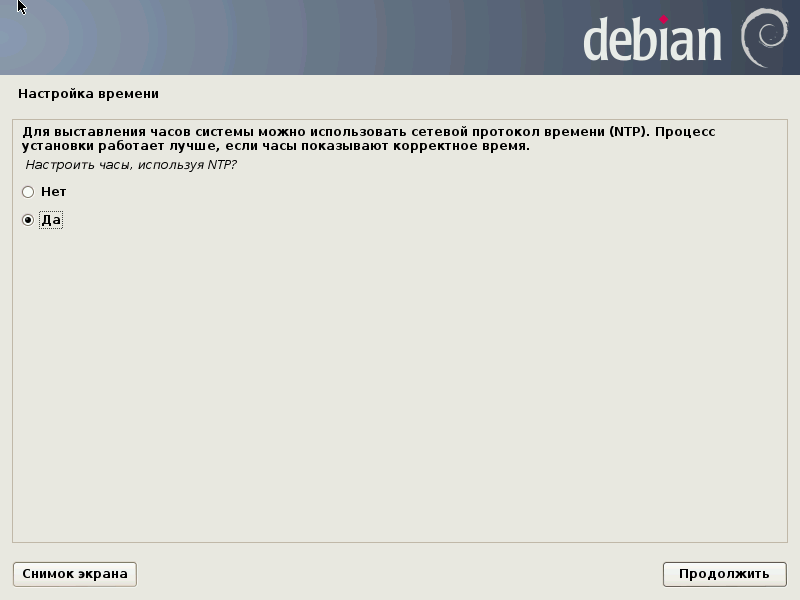 debian
Настройка времени
Для выставления часов системы можно использовать сетевой протокол времени (NTP). Процесс
установки работает лучше, если часы показывают корректное время.
Настроить часы, используя NTP?
Нет
Да
Снимок экрана
Продолжить